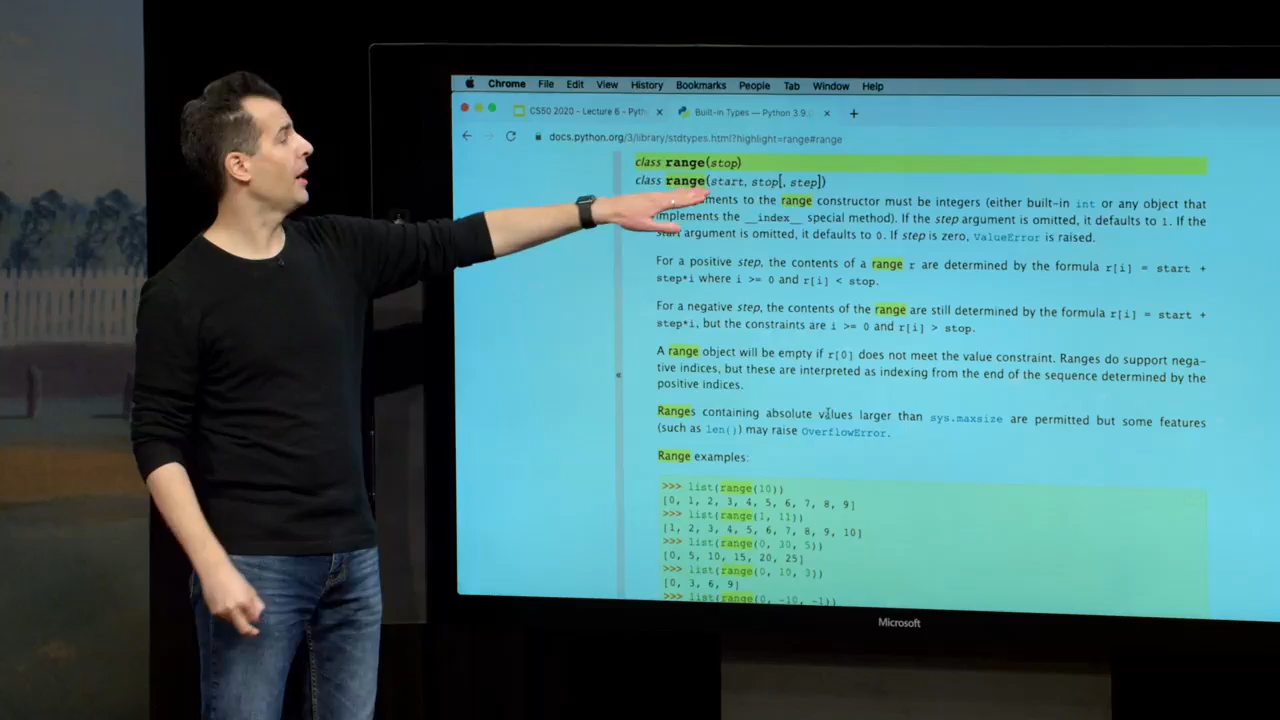 Chrome File Edit View History Bookmarks People Tab Window Help
CS50 2020 - Lecture 6 - Pyth
Built-in Types — Python 3.9.
docs.python.org/3/library/stdtypes.html?highlight=range#range
class range(stop)
class range(start, stop[, step])
ments to the range constructor must be integers (either built-in int or any object that
implements the __index__ special method). If the step argument is omitted, it defaults to 1. If the
start argument is omitted, it defaults to 0. If step is zero, ValueError is raised.
For a positive step, the contents of a range r are determined by the formula r[i] = start +
step*i where i >= 0 and r[i] < stop.
For a negative step, the contents of the range are still determined by the formula r[i] = start +
step*i, but the constraints are i >= 0 and r[i] > stop.
A range object will be empty if r[0] does not meet the value constraint. Ranges do support nega-
tive indices, but these are interpreted as indexing from the end of the sequence determined by the
positive indices.
Ranges containing absolute values larger than sys.maxsize are permitted but some features
(such as len()) may raise OverflowError.
Range examples:
>>> list(range(10))
[0, 1, 2, 3, 4, 5, 6, 7, 8, 9]
>>> list(range(1, 11))
[1, 2, 3, 4, 5, 6, 7, 8, 9, 10]
>>> list(range(0, 30, 5))
[0, 5, 10, 15, 20, 25]
>>> list(range(0, 10, 3))
[0, 3, 6, 9]
>>> list(range(0, -10, -1))
Microsoft